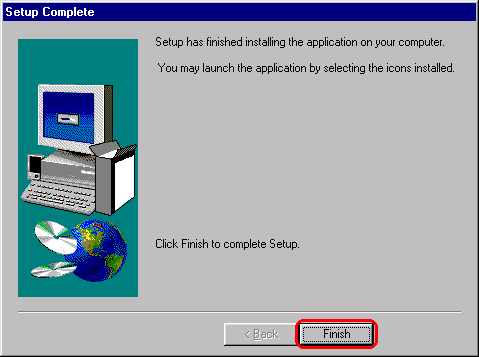 Setup Complete
Setup has finished installing the application on your computer.
You may launch the application by selecting the icons installed.
Click Finish to complete Setup.
< Back
Finish